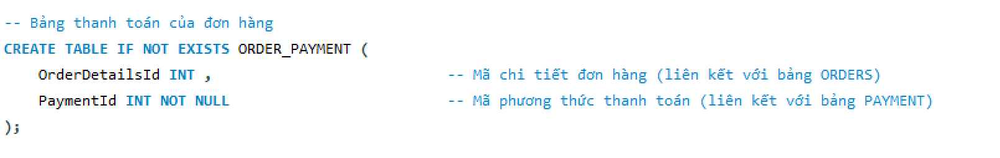 -- Bảng thanh toán của đơn hàng
CREATE TABLE IF NOT EXISTS ORDER_PAYMENT (
    OrderDetailsId INT ,                           -- Mã chi tiết đơn hàng (liên kết với bảng ORDERS)
    PaymentId INT NOT NULL                         -- Mã phương thức thanh toán (liên kết với bảng PAYMENT)
);